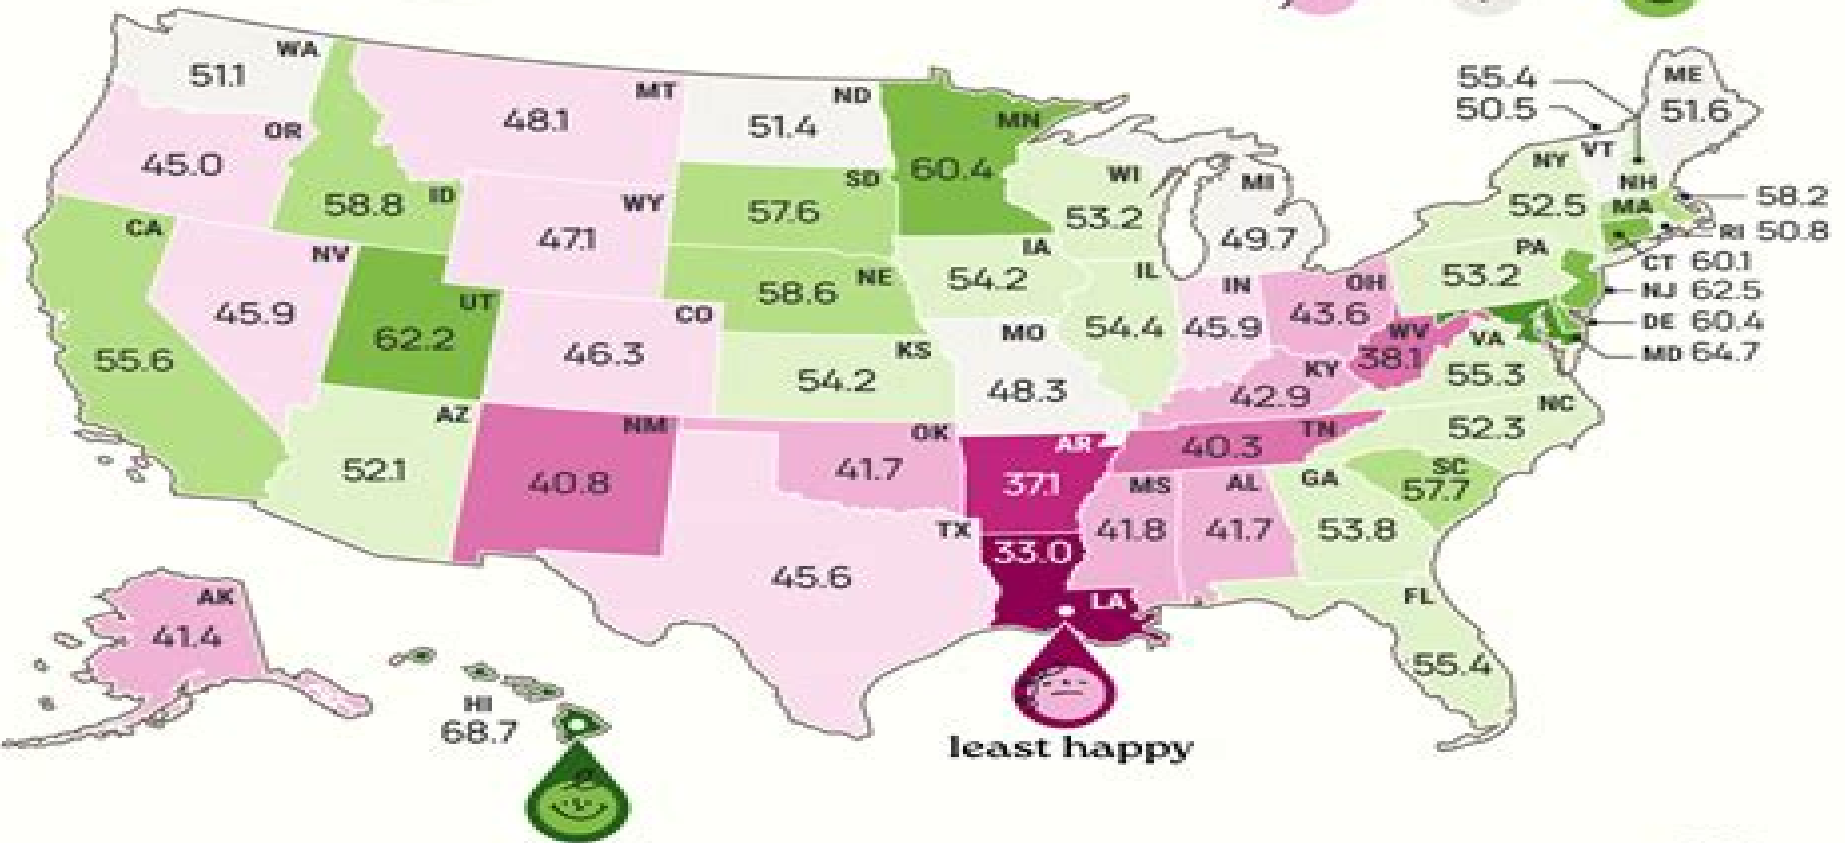 WA
51.1
MT
48.1
ND
51.4
MN
60.4
OR
45.0
ID
58.8
WY
47.1
SD
57.6
WI
53.2
MI
49.7
55.4
50.5
ME
51.6
NY
52.5
VT
NH
58.2
MA
RI 50.8
CT 60.1
NJ 62.5
DE 60.4
MD 64.7
CA
55.6
NV
45.9
UT
62.2
CO
46.3
NE
58.6
IA
54.2
IL
54.4
IN
45.9
OH
43.6
PA
53.2
WV
38.1
VA
55.3
KS
54.2
MO
48.3
KY
42.9
NC
52.3
AZ
52.1
NM
40.8
OK
41.7
AR
37.1
TN
40.3
SC
57.7
MS
41.8
AL
41.7
GA
53.8
TX
45.6
33.0
LA
FL
55.4
AK
41.4
HI
68.7
least happy